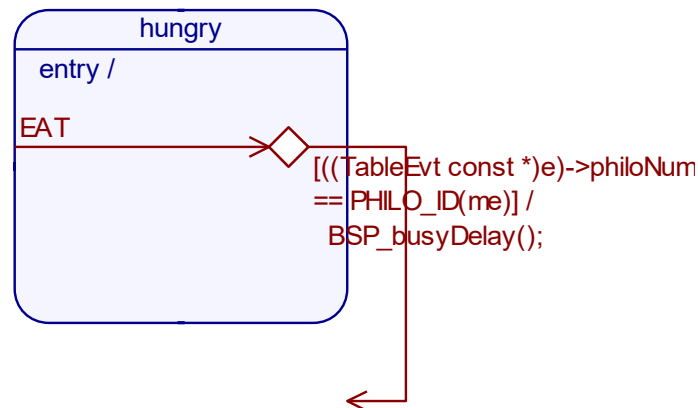 hungry
entry /
EAT
[((TableEvt const *)e)->philoNum
== PHILO_ID(me)] /
BSP_busyDelay();